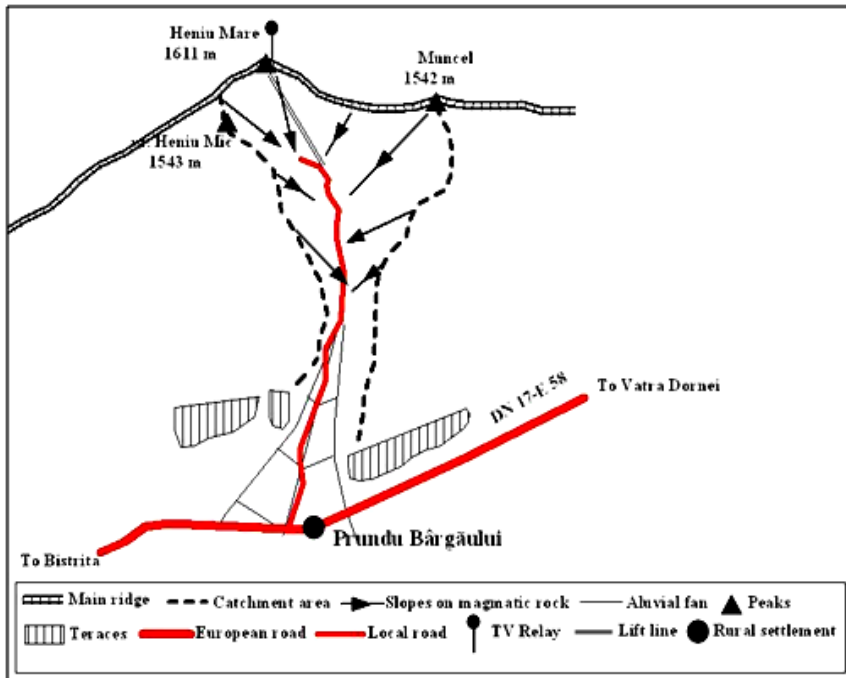 Heniu Mare
1611 m
Muncel
1542 m
Heniu Mic
1543 m
DN 17-E 58
To Vatra Dornei
Prundu Bârgăului
To Bistrita
Main ridge
Catchment area
Slopes on magmatic rock
Aluvial fan
Peaks
Teraces
European road
Local road
TV Relay
Lift line
Rural settlement